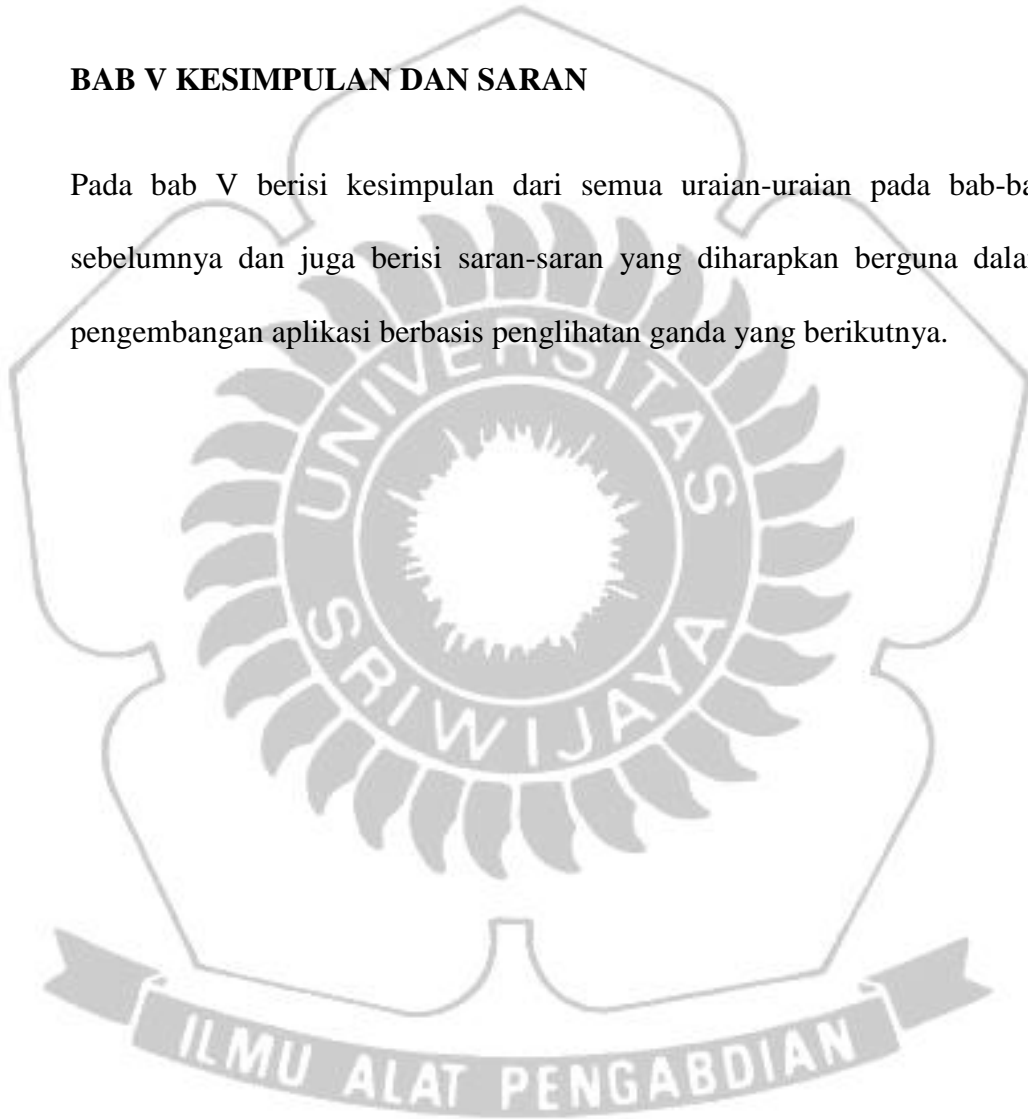 BAB V KESIMPULAN DAN SARAN
Pada bab V berisi kesimpulan dari semua uraian-uraian pada bab-ba
sebelumnya dan juga berisi saran-saran yang diharapkan berguna dala
pengembangan aplikasi berbasis penglihatan ganda yang berikutnya.
UNIVERSITAS
SRIWIJAYA
ILMU ALAT PENGABDIAN